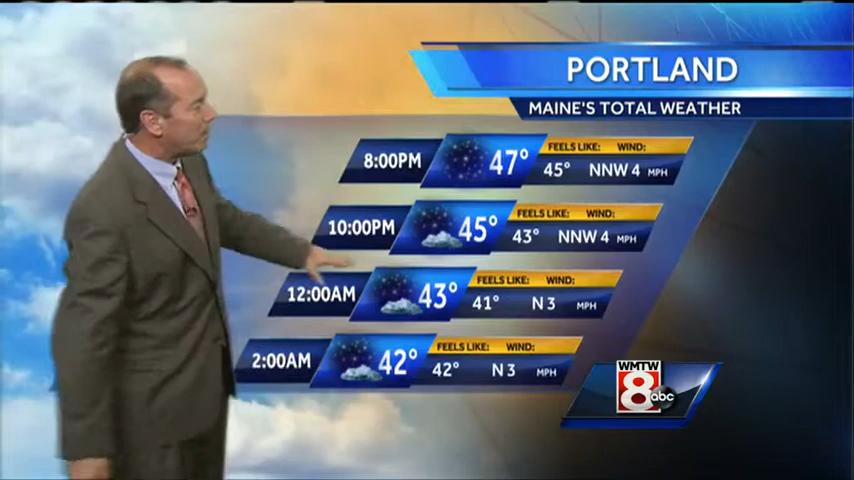 PORTLAND
MAINE'S TOTAL WEATHER
8:00PM 47° FEELS LIKE: WIND:
45° NNW 4 MPH
10:00PM 45° FEELS LIKE: WIND:
43° NNW 4 MPH
12:00AM 43° FEELS LIKE: WIND:
41° N 3 MPH
2:00AM 42° FEELS LIKE: WIND:
42° N 3 MPH
WMTW
8
abc